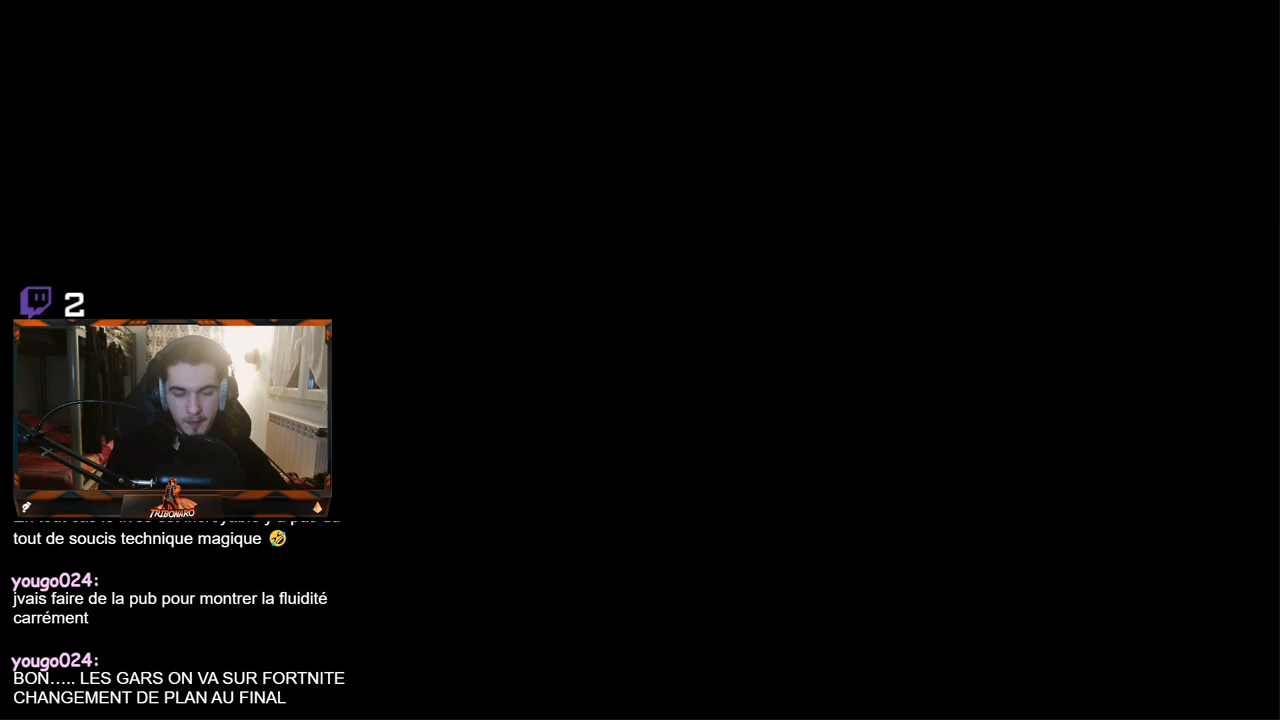 2
TRIBONARO
tout de soucis technique magique 🤣
yougo024:
jvais faire de la pub pour montrer la fluidité
carrément
yougo024:
BON..... LES GARS ON VA SUR FORTNITE
CHANGEMENT DE PLAN AU FINAL